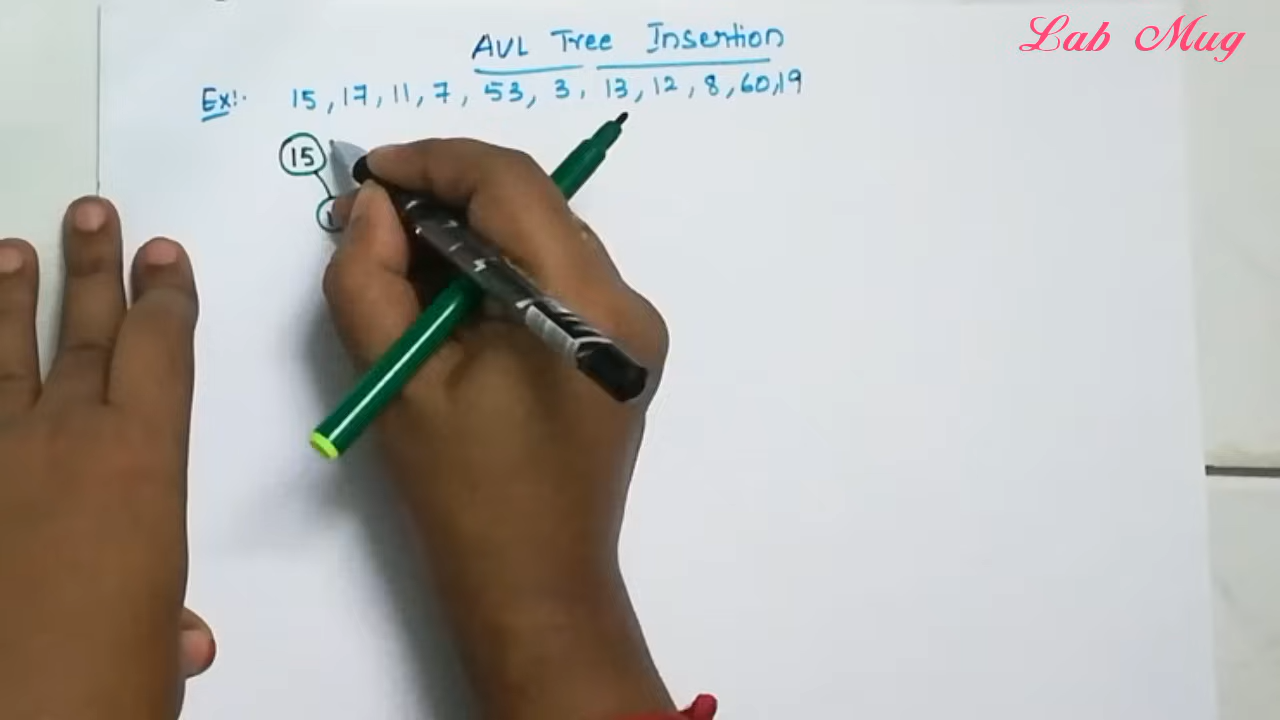 Lab Mug
AVL Tree Insertion
Ex:- 15, 17, 11, 7, 53, 3, 13, 12, 8, 60, 19
15